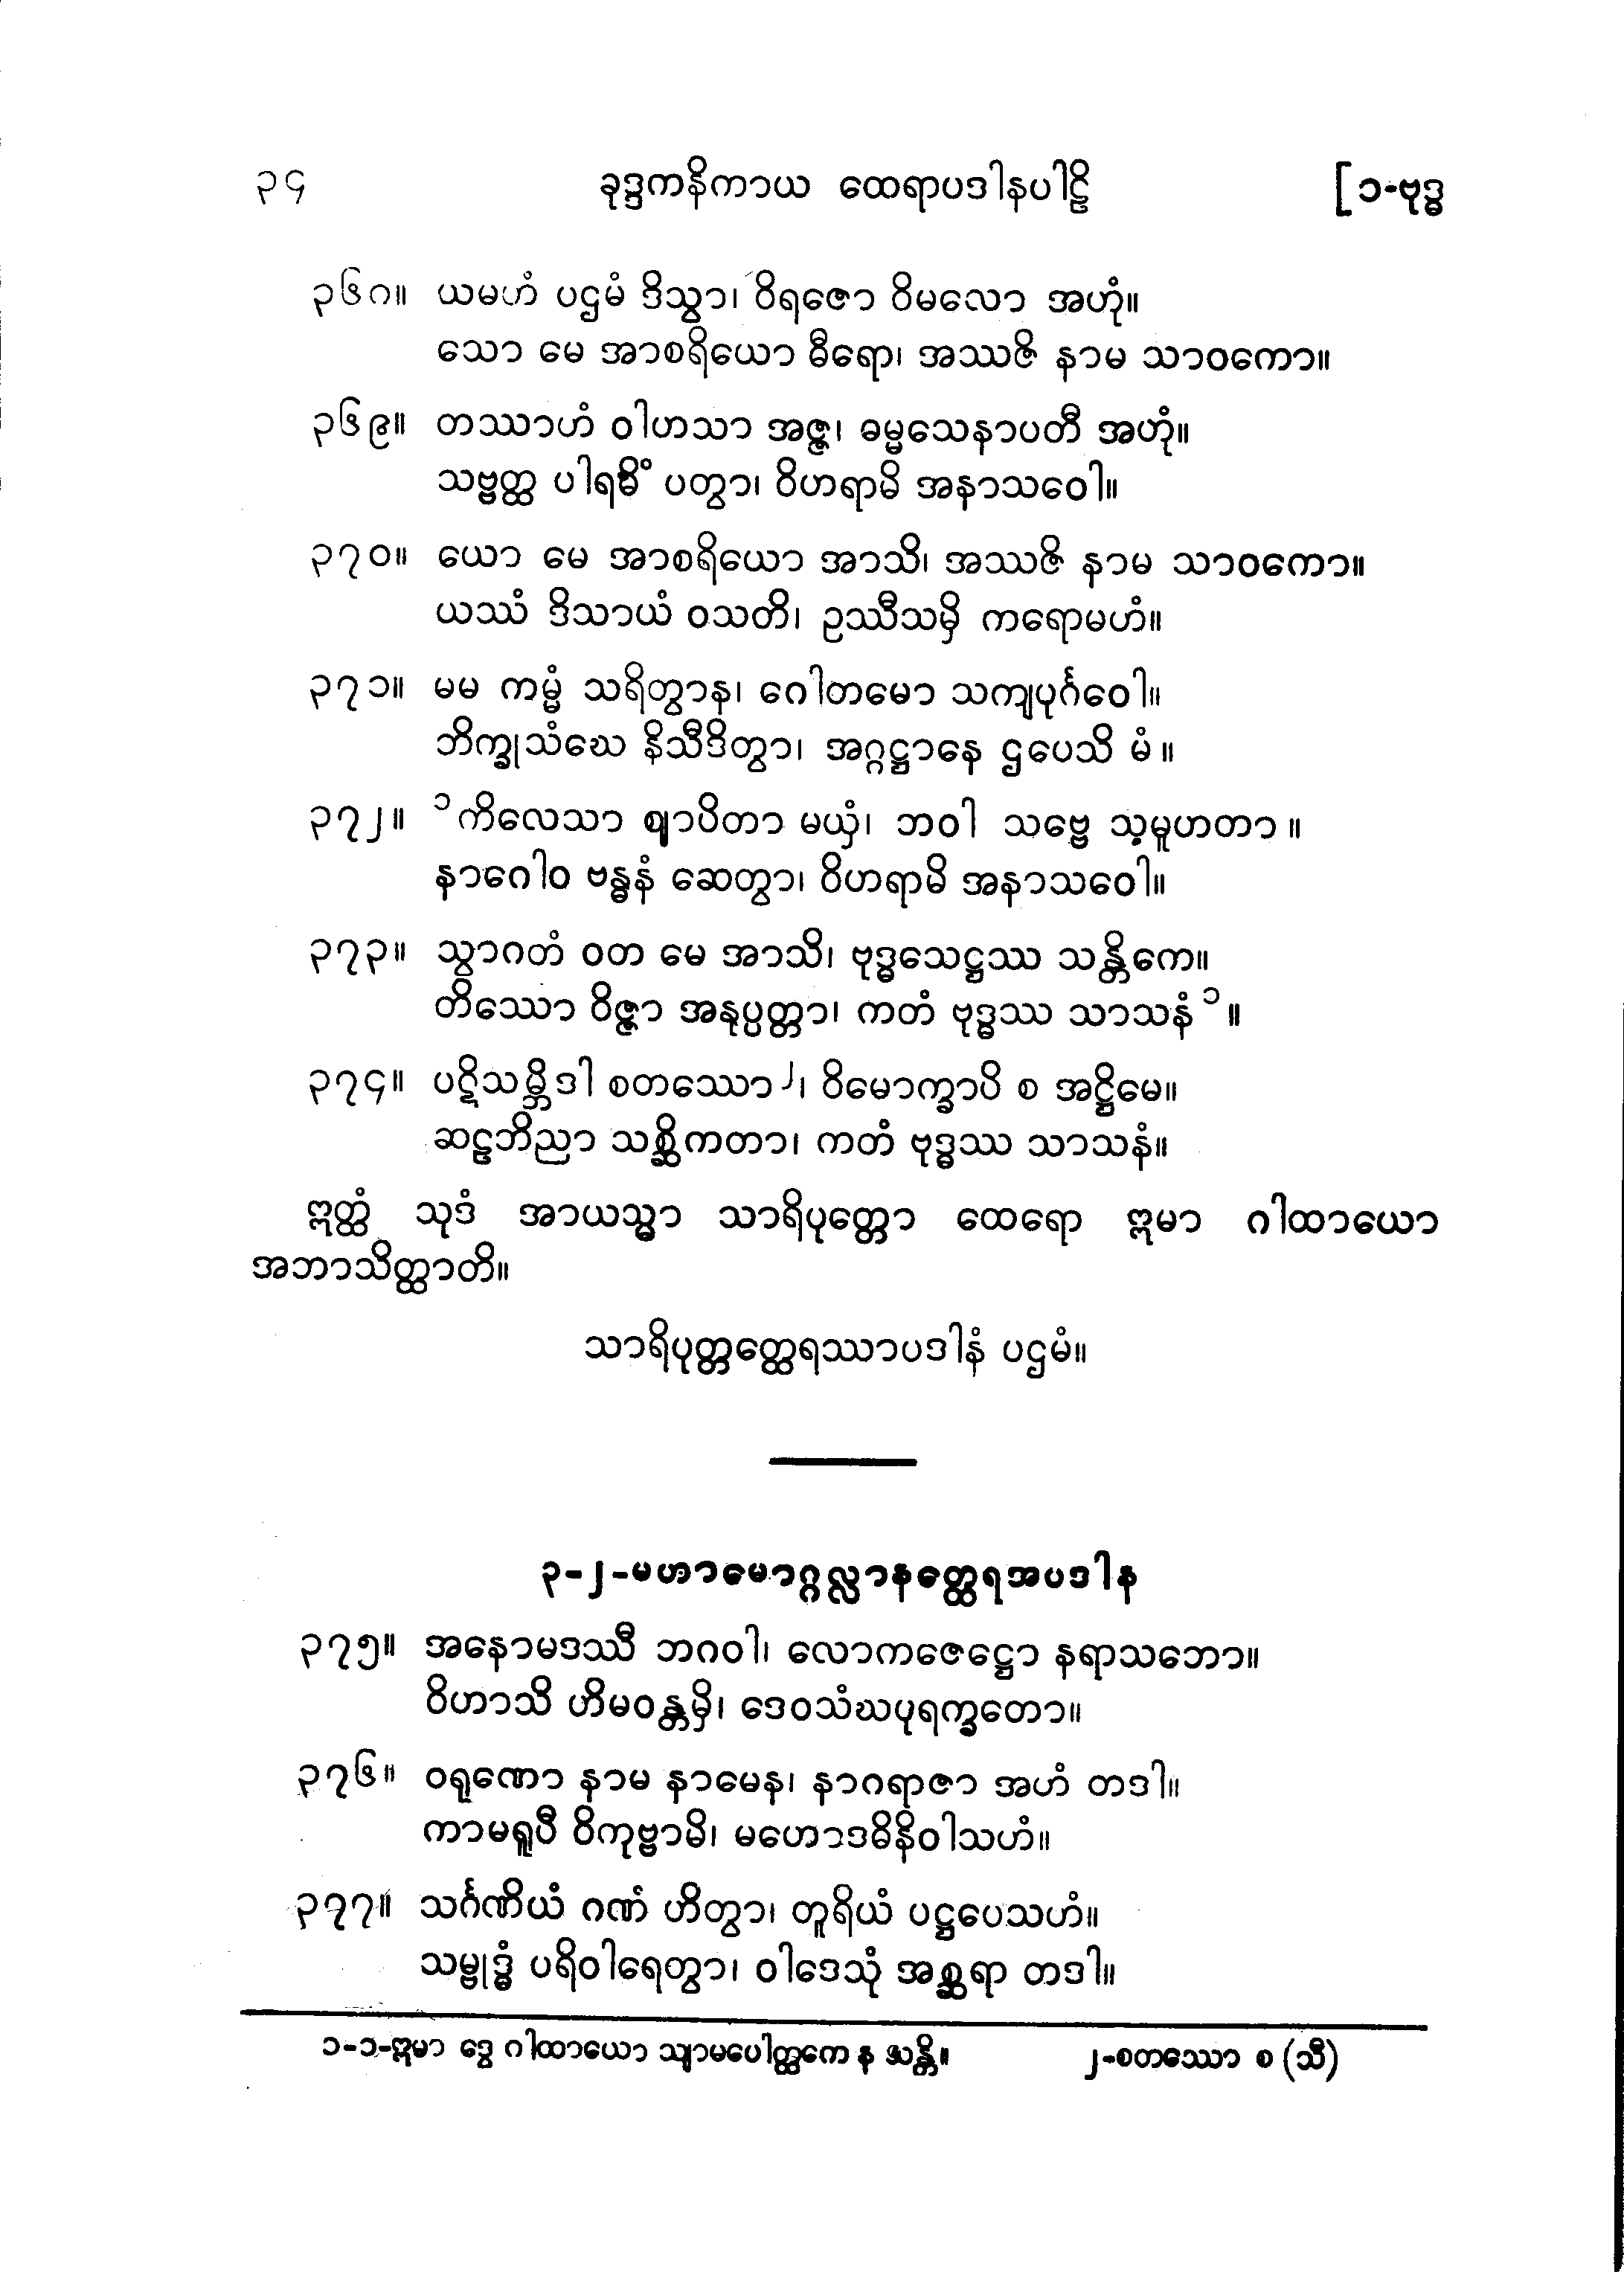 ၃၄ ခုဒ္ဒကနိကာယ ထေရာပဒါနပါဠိ [ ၁-ဗုဒ္ဓ
၃၆၈။ ယမဟံ ပဌမံ ဒိသွာ၊ ဝိရဇော ဝိမလော အဟုံ။
သော မေ အာစရိယော ဓီရော၊ အဿဇိ နာမ သာဝကော။
၃၆၉။ တဿာဟံ ဝါဟသာ အဇ္ဇ၊ ဓမ္မသေနာပတီ အဟုံ။
သဗ္ဗတ္ထ ပါရမိံ ပတွာ၊ ဝိဟရာမိ အနာသဝေါ။
၃၇၀။ ယော မေ အာစရိယော အာသိ၊ အဿဇိ နာမ သာဝကော။
ယဿံ ဒိသာယံ ဝသတိ၊ ဥဿီသမှိ ကရောမဟံ။
၃၇၁။ မမ ကမ္မံ သရိတွာန၊ ဂေါတမော သကျပုင်္ဂဝေါ။
ဘိက္ခုသံဃေ နိသီဒိတွာ၊ အဂ္ဂဋ္ဌာနေ ဌပေသိ မံ ။
၃၇၂။ ၁ကိလေသာ ဈာပိတာ မယှံ၊ ဘဝါ သဗ္ဗေ သမူဟတာ ။
နာဂေါဝ ဗန္ဓနံ ဆေတွာ၊ ဝိဟရာမိ အနာသဝေါ။
၃၇၃။ သွာဂတံ ဝတ မေ အာသိ၊ ဗုဒ္ဓသေဋ္ဌဿ သန္တိကေ။
တိဿော ဝိဇ္ဇာ အနုပ္ပတ္တာ၊ ကတံ ဗုဒ္ဓဿ သာသနံ၁ ။
၃၇၄။ ပဋိသမ္ဘိဒါ စတဿော၂၊ ဝိမောက္ခာပိ စ အဋ္ဌိမေ။
ဆဠဘိညာ သစ္ဆိကတာ၊ ကတံ ဗုဒ္ဓဿ သာသနံ။
ဣတ္ထံ သုဒံ အာယသ္မာ သာရိပုတ္တော ထေရော ဣမာ ဂါထာယော
အဘာသိတ္ထာတိ။
သာရိပုတ္တတ္ထေရဿာပဒါနံ ပဌမံ။
၃-၂-မဟာမောဂ္ဂလ္လာနတ္ထေရအပဒါန
၃၇၅။ အနောမဒဿီ ဘဂဝါ၊ လောကဇေဋ္ဌော နရာသဘော။
ဝိဟာသိ ဟိမဝန္တမှိ၊ ဒေဝသံဃပုရက္ခတော။
၃၇၆။ ဝရုဏော နာမ နာမေန၊ နာဂရာဇာ အဟံ တဒါ။
ကာမရူပီ ဝိကုဗ္ဗာမိ၊ မဟောဒဓိနိဝါသဟံ။
၃၇၇။ သင်္ဂဏိယံ ဂဏံ ဟိတွာ၊ တူရိယံ ပဋ္ဌပေသဟံ။
သမ္ဗုဒ္ဓံ ပရိဝါရေတွာ၊ ဝါဒေသုံ အစ္ဆရာ တဒါ။
၁-၁-ဣမာ ဒွေ ဂါထာယော သျာမပေါတ္ထကေ န သန္တိ။ ၂-စတဿော စ (သီ)